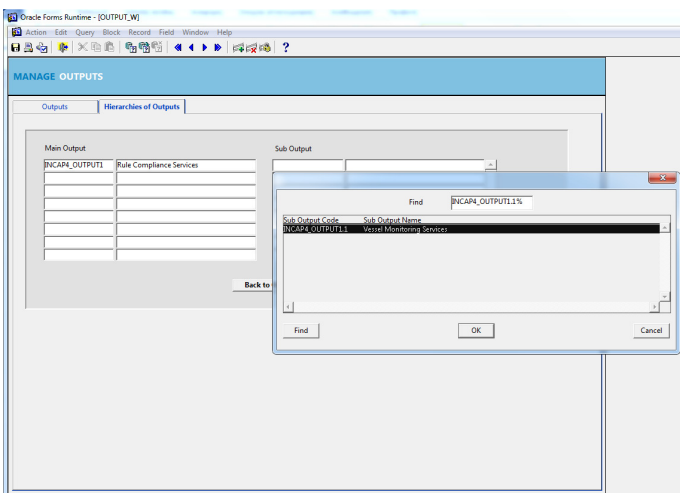 Oracle Forms Runtime - [OUTPUT_W]
Action Edit Query Block Record Field Window Help
MANAGE OUTPUTS
Outputs Hierarchies of Outputs
Main Output Sub Output
INCAP4_OUTPUT1 Rule Compliance Services
Find INCAP4_OUTPUT1.1%
Sub Output Code Sub Output Name
INCAP4_OUTPUT1.1 Vessel Monitoring Services
Back to
Find OK Cancel